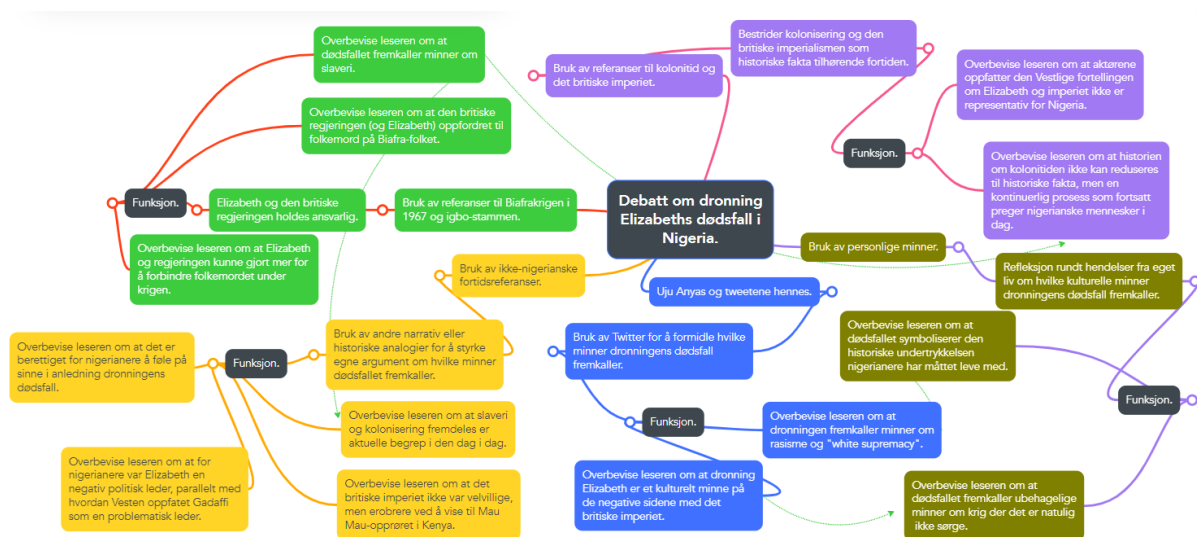 Debatt om dronning
Elizabeths dødsfall i
Nigeria.
Overbevise leseren om at
dødsfallet fremkaller minner om
slaveri.
Overbevise leseren om at den britiske
regjeringen (og Elizabeth) oppfordret til
folkemord på Biafra-folket.
Funksjon.
Elizabeth og den britiske
regjeringen holdes ansvarlig.
Bruk av referanser til Biafrakrigen i
1967 og igbo-stammen.
Overbevise leseren om at Elizabeth
og regjeringen kunne gjort mer for
å forbindre folkemordet under
krigen.
Bruk av referanser til kolonitid og
det britiske imperiet.
Bestrider kolonisering og den
britiske imperialismen som
historiske fakta tilhørende fortiden.
Overbevise leseren om at aktørene
oppfatter den Vestlige fortellingen
om Elizabeth og imperiet ikke er
representativ for Nigeria.
Funksjon.
Overbevise leseren om at historien
om kolonitiden ikke kan reduseres
til historiske fakta, men en
kontinuerlig prosess som fortsatt
preger nigerianske mennesker i
dag.
Bruk av personlige minner.
Refleksjon rundt hendelser fra eget
liv om hvilke kulturelle minner
dronningens dødsfall fremkaller.
Overbevise leseren om at
dødsfallet symboliserer den
historiske undertrykkelsen
nigerianere har måttet leve med.
Funksjon.
Overbevise leseren om at
dødsfallet fremkaller ubehagelige
minner om krig der det er natulig
ikke sørge.
Bruk av ikke-nigerianske
fortidsreferanser.
Bruk av andre narrativ eller
historiske analogier for å styrke
egne argument om hvilke minner
dødsfallet fremkaller.
Funksjon.
Overbevise leseren om at det er
berettiget for nigerianere å føle på
sinne i anledning dronningens
dødsfall.
Overbevise leseren om at slaveri
og kolonisering fremdeles er
aktuelle begrep i den dag i dag.
Overbevise leseren om at for
nigerianere var Elizabeth en
negativ politisk leder, parallelt med
hvordan Vesten oppfatet Gadaffi
som en problematisk leder.
Overbevise leseren om at det
britiske imperiet ikke var velvillige,
men erobrere ved å vise til Mau
Mau-opprøret i Kenya.
Uju Anyas og tweetene hennes.
Bruk av Twitter for å formidle hvilke
minner dronningens dødsfall
fremkaller.
Funksjon.
Overbevise leseren om at
dronningen fremkaller minner om
rasisme og "white supremacy".
Overbevise leseren om at dronning
Elizabeth er et kulturelt minne på
de negative sidene med det
britiske imperiet.